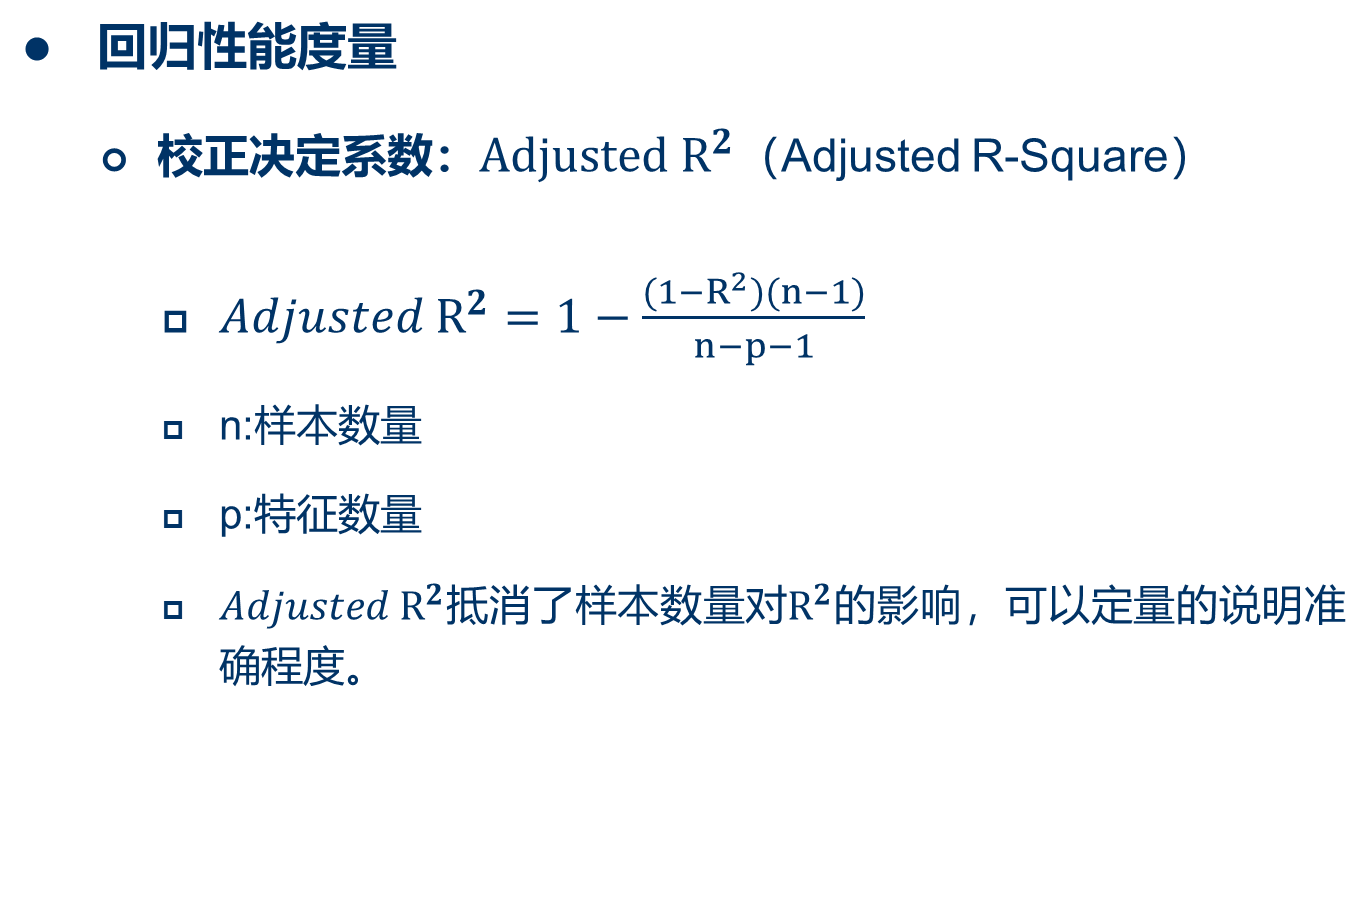 ● 回归性能度量
○ 校正决定系数：Adjusted R²（Adjusted R-Square）
□ Adjusted R² = 1 − (1−R²)(n−1) / n−p−1
□ n:样本数量
□ p:特征数量
□ Adjusted R²抵消了样本数量对R²的影响，可以定量的说明准
确程度。